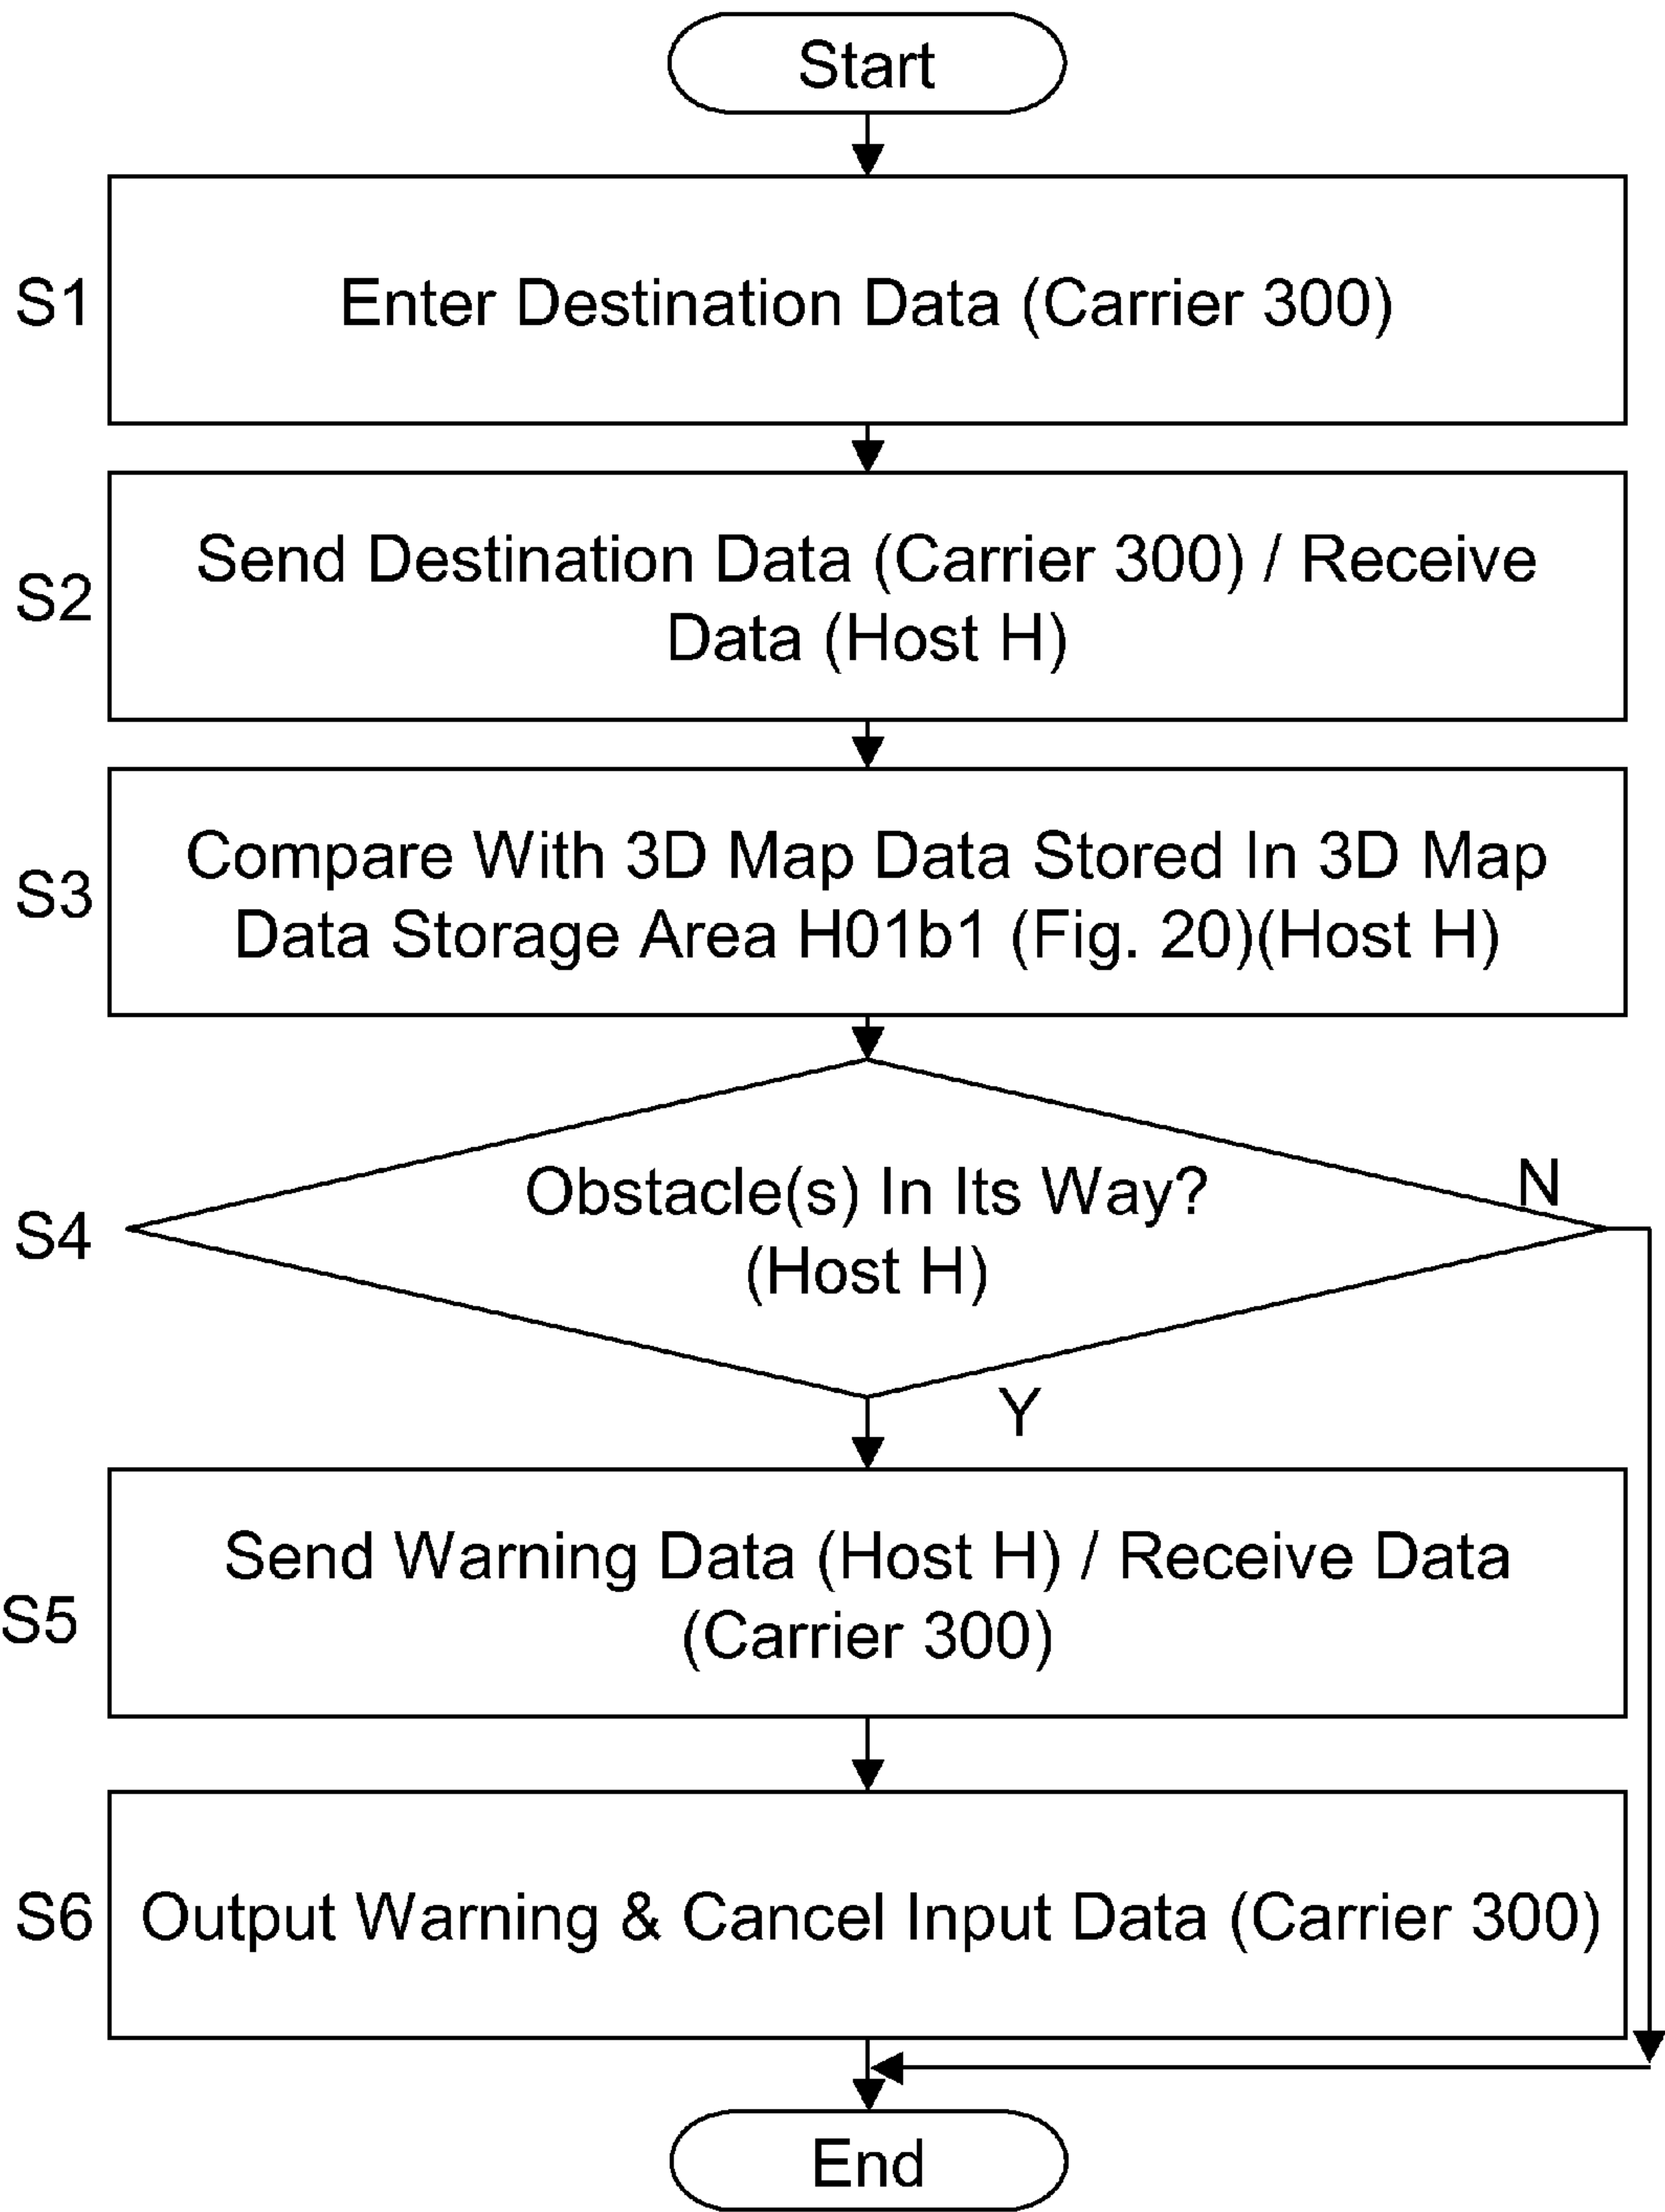 Start
S1
Enter Destination Data (Carrier 300)
S2
Send Destination Data (Carrier 300) / Receive
Data (Host H)
S3
Compare With 3D Map Data Stored In 3D Map
Data Storage Area H01b1 (Fig. 20)(Host H)
S4
Obstacle(s) In Its Way?
(Host H)
N
Y
S5
Send Warning Data (Host H) / Receive Data
(Carrier 300)
S6
Output Warning & Cancel Input Data (Carrier 300)
End